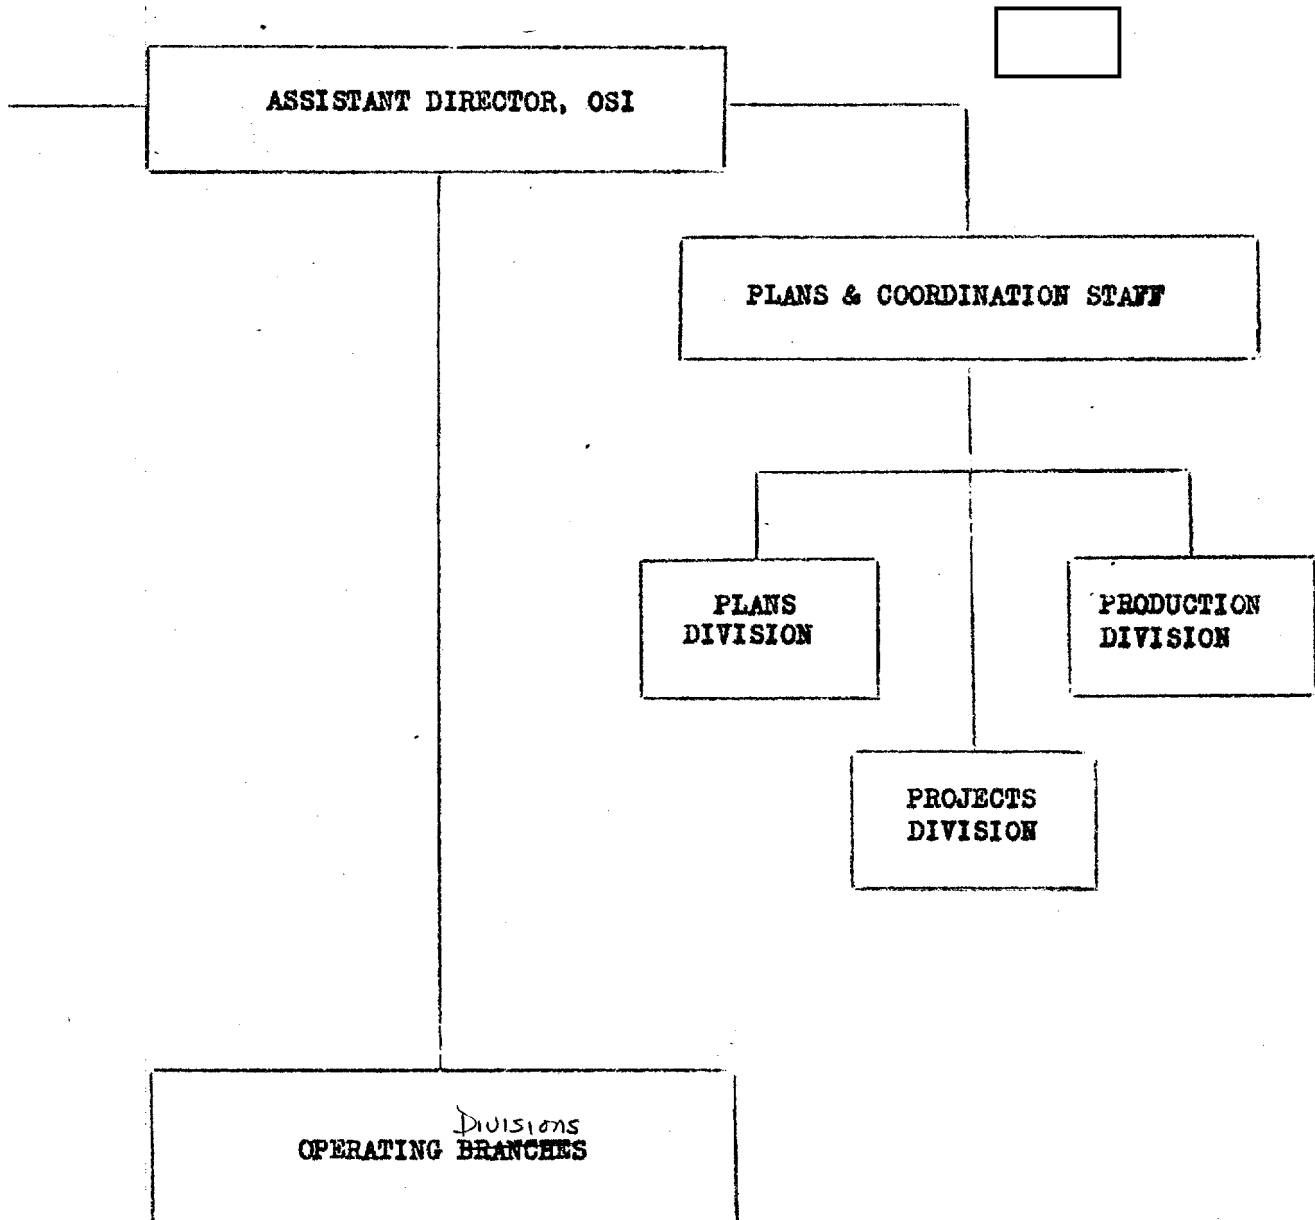 ASSISTANT DIRECTOR, OSI
PLANS & COORDINATION STAFF
PLANS
DIVISION
PRODUCTION
DIVISION
PROJECTS
DIVISION
Divisions
OPERATING BRANCHES